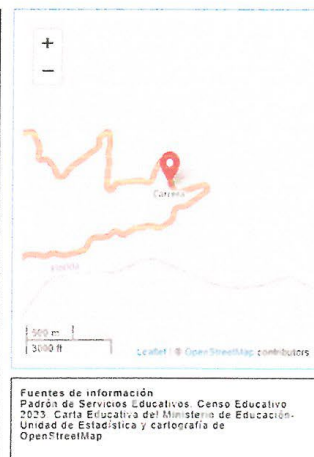 +
−
Carrera
500 m
3000 ft
Leaflet | © OpenStreetMap contributors
Fuentes de información
Padrón de Servicios Educativos. Censo Educativo
2023. Carta Educativa del Ministerio de Educación-
Unidad de Estadística y cartografía de
OpenStreetMap